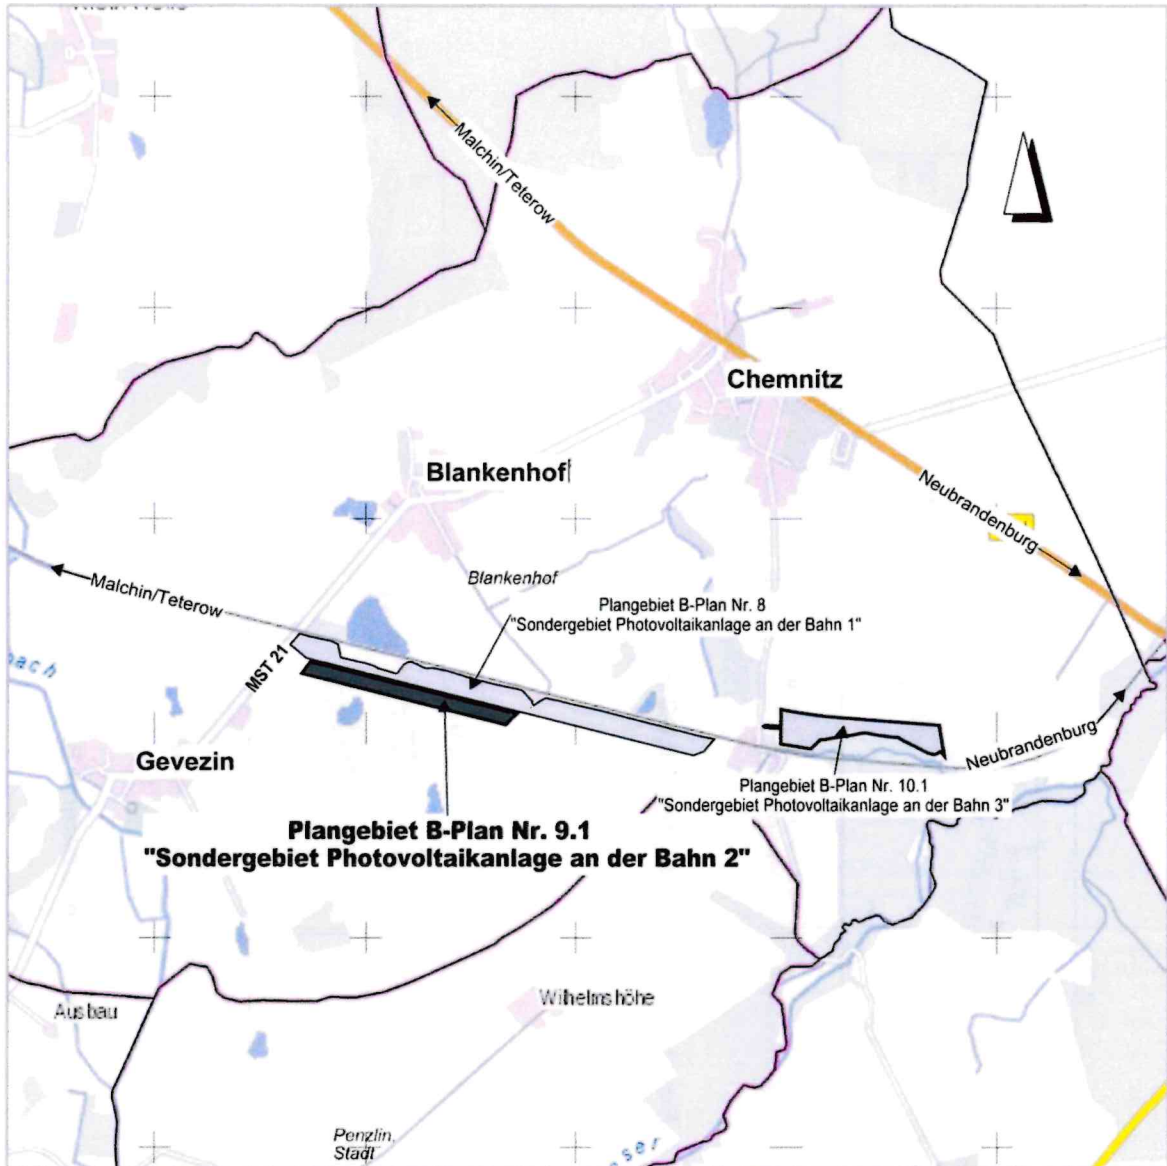 Malchin/Teterow
Chemnitz
Blankenhof
Neubrandenburg
Blankenhof
Malchin/Teterow
Plangebiet B-Plan Nr. 8
"Sondergebiet Photovoltaikanlage an der Bahn 1"
MST 21
Gevezin
Neubrandenburg
Plangebiet B-Plan Nr. 10.1
"Sondergebiet Photovoltaikanlage an der Bahn 3"
Plangebiet B-Plan Nr. 9.1
"Sondergebiet Photovoltaikanlage an der Bahn 2"
Wilhelmshöhe
Ausbau
Penzlin,
Stadt